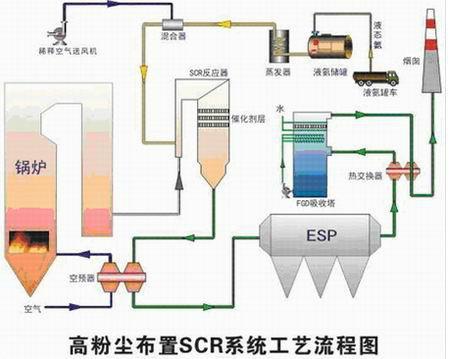 稀释空气送风机
混合器
蒸发器
液氨储罐
液态氨
液氨罐车
烟囱
SCR反应器
催化剂层
水
锅炉
热交换器
FGD吸收塔
ESP
空预器
空气
高粉尘布置SCR系统工艺流程图